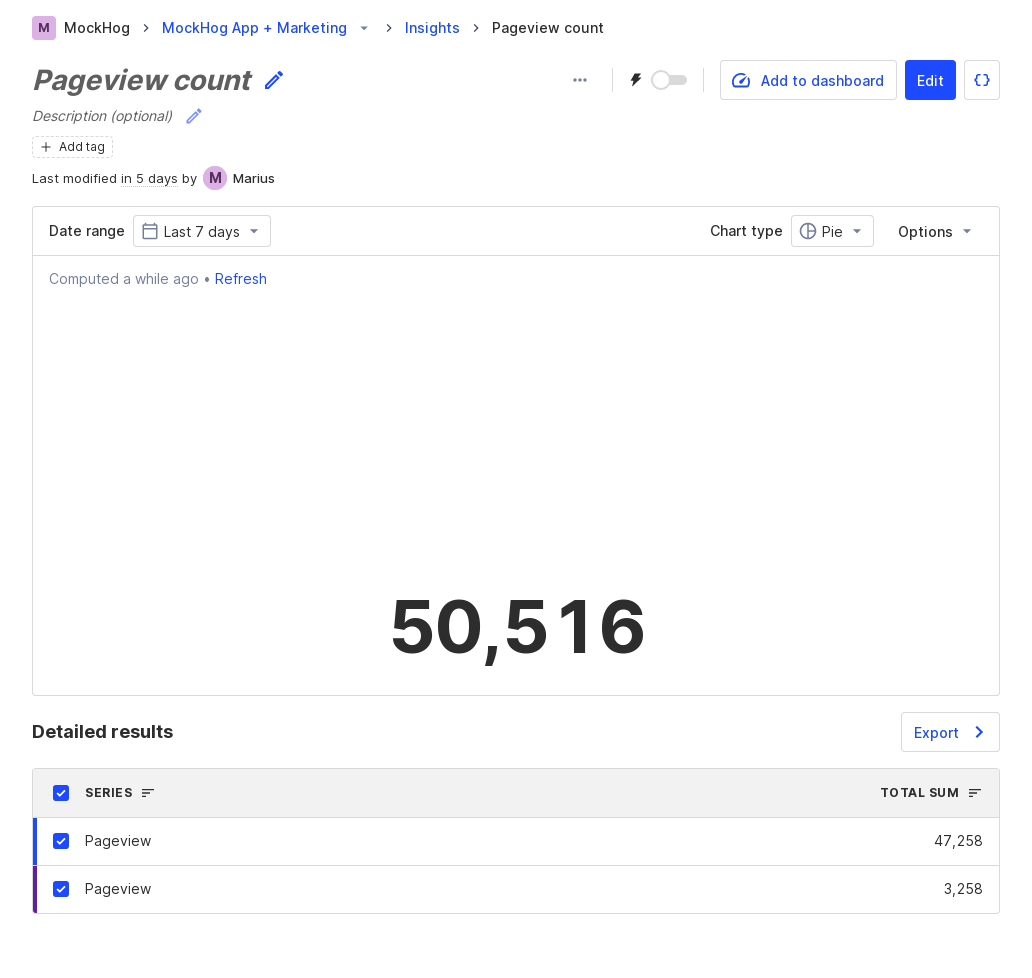 M MockHog > MockHog App + Marketing > Insights > Pageview count
Pageview count
Add to dashboard Edit {}
Description (optional)
+ Add tag
Last modified in 5 days by M Marius
Date range Last 7 days Chart type Pie Options
Computed a while ago • Refresh
50,516
Detailed results Export
SERIES TOTAL SUM
Pageview 47,258
Pageview 3,258